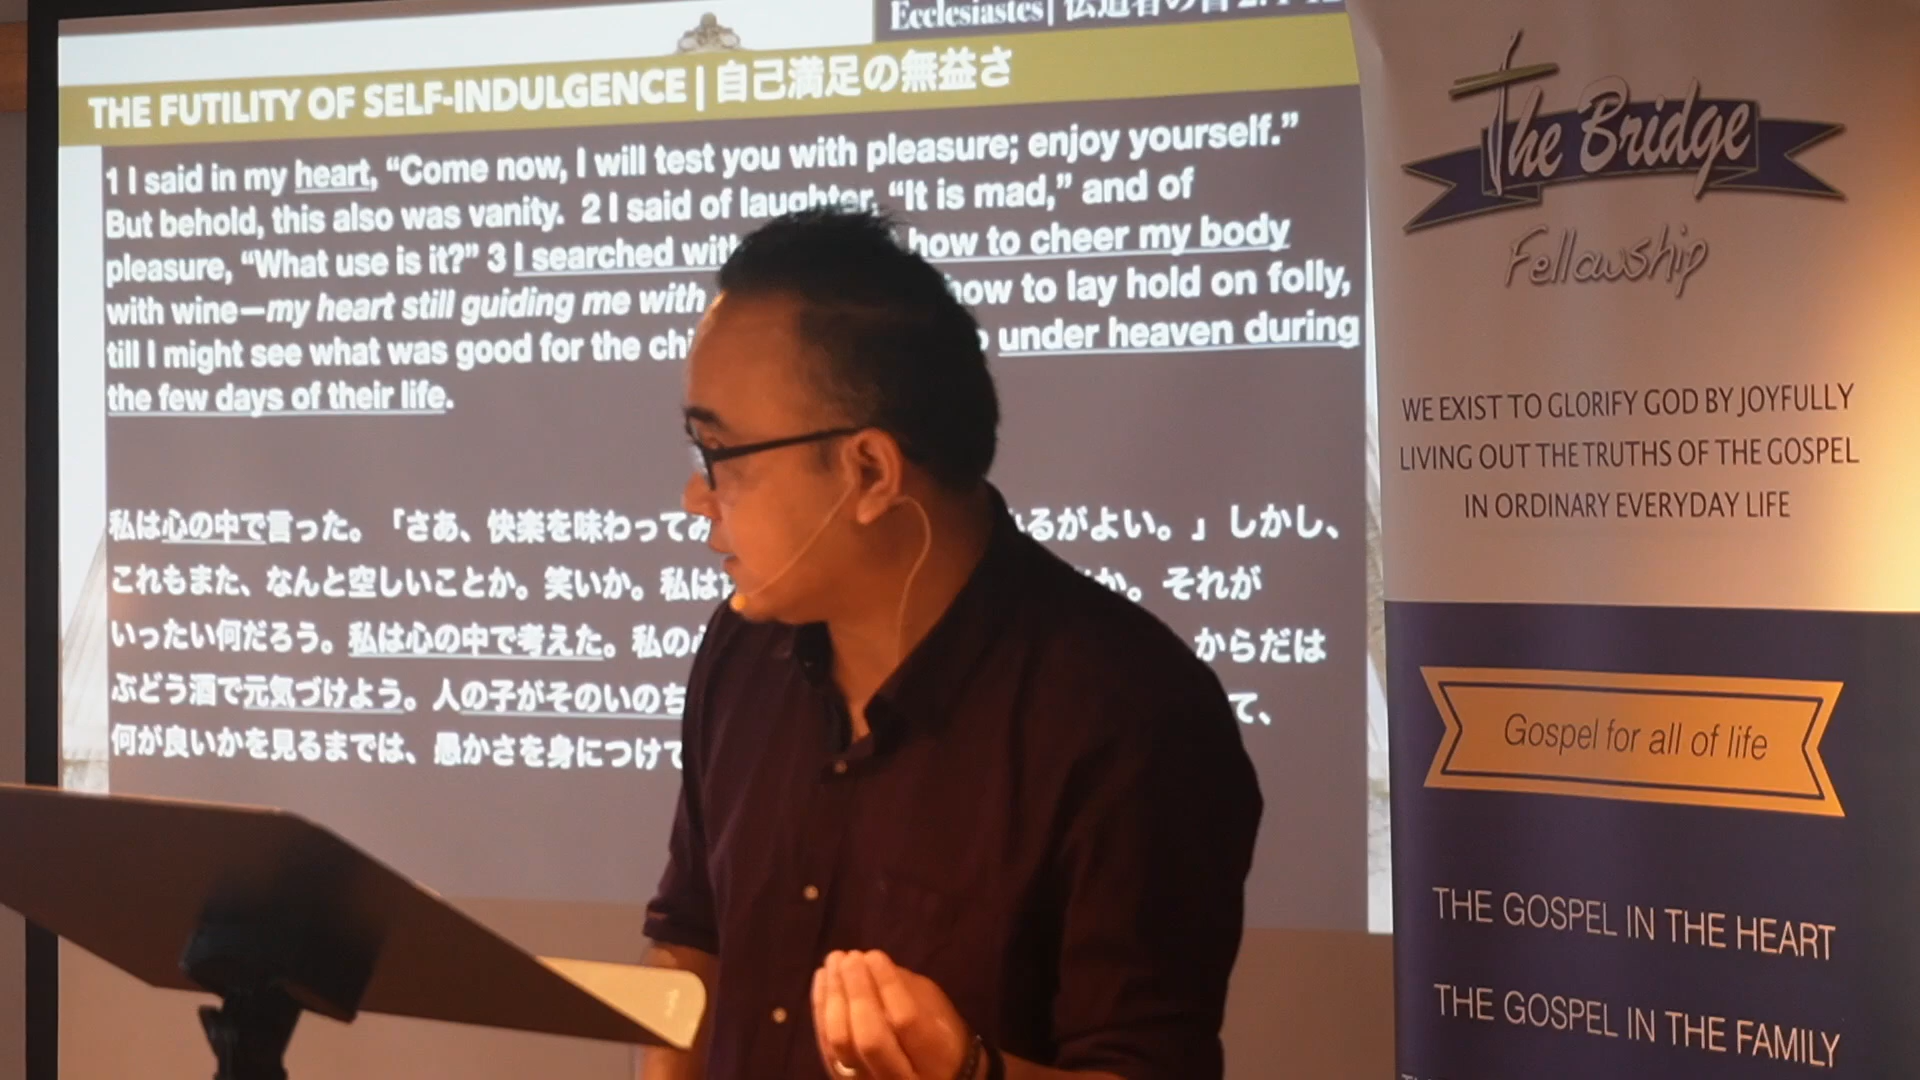 Ecclesiastes|
THE FUTILITY OF SELF-INDULGENCE | 自己満足の無益さ
1 I said in my heart, “Come now, I will test you with pleasure; enjoy yourself.”
But behold, this also was vanity. 2 I said of laughter, “It is mad,” and of
pleasure, “What use is it?” 3 I searched how to cheer my body
with wine—my heart still guiding me with how to lay hold on folly,
till I might see what was good for the under heaven during
the few days of their life.
私は心の中で言った。「さあ、快楽を味わってみ るがよい。」しかし、
これもまた、なんと空しいことか。笑いか。私は か。それが
いったい何だろう。私は心の中で考えた。私の からだは
ぶどう酒で元気づけよう。人の子がそのいのち て、
何が良いかを見るまでは、愚かさを身につけて
The Bridge
Fellowship
WE EXIST TO GLORIFY GOD BY JOYFULLY
LIVING OUT THE TRUTHS OF THE GOSPEL
IN ORDINARY EVERYDAY LIFE
Gospel for all of life
THE GOSPEL IN THE HEART
THE GOSPEL IN THE FAMILY